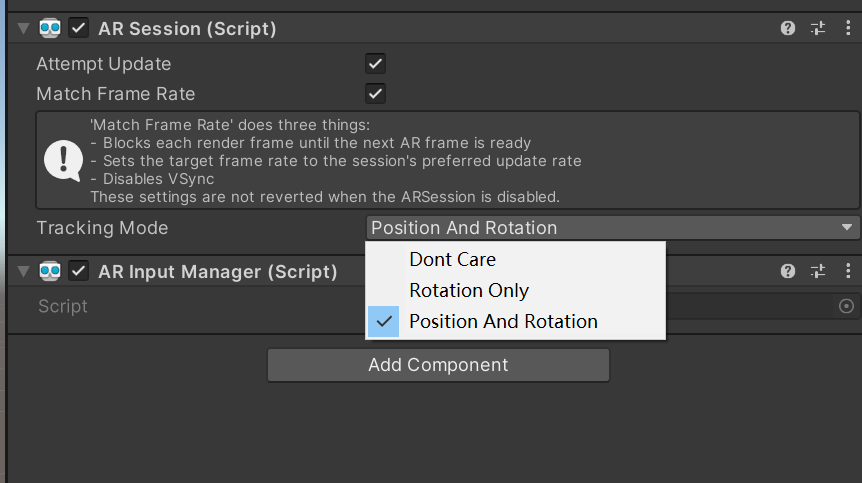 AR Session (Script)
Attempt Update
Match Frame Rate
'Match Frame Rate' does three things:
- Blocks each render frame until the next AR frame is ready
- Sets the target frame rate to the session's preferred update rate
- Disables VSync
These settings are not reverted when the ARSession is disabled.
Tracking Mode Position And Rotation
Dont Care
Rotation Only
Position And Rotation
AR Input Manager (Script)
Script
Add Component